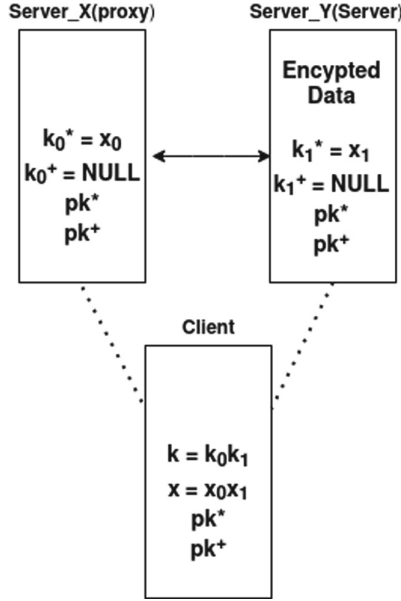 Server_X(proxy)
k₀* = x₀
k₀⁺ = NULL
pk*
pk⁺
Server_Y(Server)
Encypted
Data
k₁* = x₁
k₁⁺ = NULL
pk*
pk⁺
Client
k = k₀k₁
x = x₀x₁
pk*
pk⁺